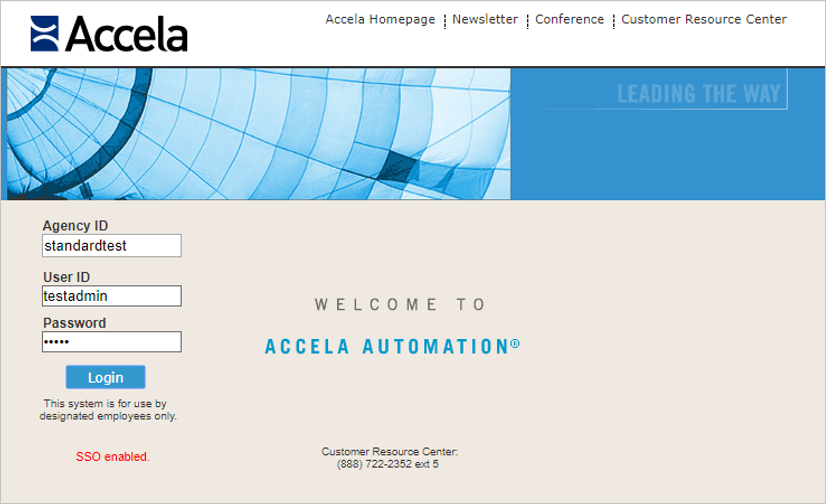 Accela
Accela Homepage
Newsletter
Conference
Customer Resource Center
LEADING THE WAY
Agency ID
standardtest
User ID
testadmin
Password
•••••
Login
This system is for use by
designated employees only.
SSO enabled.
WELCOME TO
ACCELA AUTOMATION®
Customer Resource Center:
(888) 722-2352 ext 5